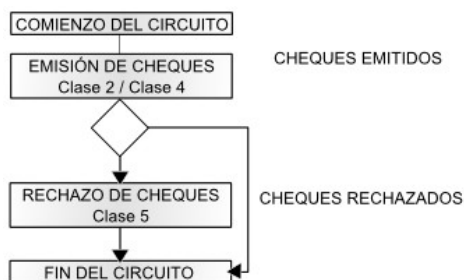 COMIENZO DEL CIRCUITO
EMISIÓN DE CHEQUES
Clase 2 / Clase 4
CHEQUES EMITIDOS
RECHAZO DE CHEQUES
Clase 5
CHEQUES RECHAZADOS
FIN DEL CIRCUITO